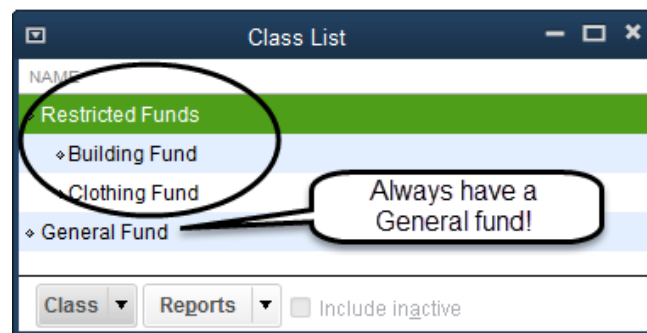 Class List
NAME
Restricted Funds
Building Fund
Clothing Fund
Always have a
General fund!
General Fund
Class
Reports
Include inactive